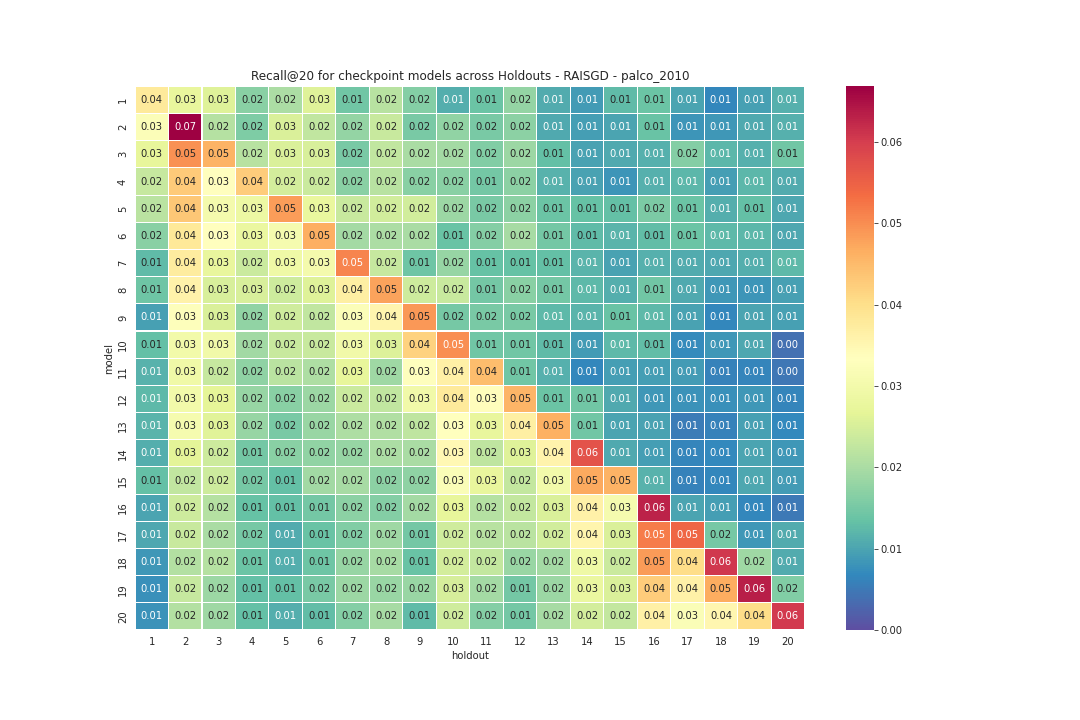 Recall@20 for checkpoint models across Holdouts - RAISGD - palco_2010
1 0.04 0.03 0.03 0.02 0.02 0.03 0.01 0.02 0.02 0.01 0.01 0.02 0.01 0.01 0.01 0.01 0.01 0.01 0.01 0.01
2 0.03 0.07 0.02 0.02 0.03 0.02 0.02 0.02 0.02 0.02 0.02 0.02 0.01 0.01 0.01 0.01 0.01 0.01 0.01 0.01
0.06
3 0.03 0.05 0.05 0.02 0.03 0.03 0.02 0.02 0.02 0.02 0.02 0.02 0.01 0.01 0.01 0.01 0.02 0.01 0.01 0.01
4 0.02 0.04 0.03 0.04 0.02 0.02 0.02 0.02 0.02 0.02 0.01 0.02 0.01 0.01 0.01 0.01 0.01 0.01 0.01 0.01
5 0.02 0.04 0.03 0.03 0.05 0.03 0.02 0.02 0.02 0.02 0.02 0.02 0.01 0.01 0.01 0.02 0.01 0.01 0.01 0.01
0.05
6 0.02 0.04 0.03 0.03 0.03 0.05 0.02 0.02 0.02 0.01 0.02 0.02 0.01 0.01 0.01 0.01 0.01 0.01 0.01 0.01
7 0.01 0.04 0.03 0.02 0.03 0.03 0.05 0.02 0.01 0.02 0.01 0.01 0.01 0.01 0.01 0.01 0.01 0.01 0.01 0.01
8 0.01 0.04 0.03 0.03 0.02 0.03 0.04 0.05 0.02 0.02 0.01 0.02 0.01 0.01 0.01 0.01 0.01 0.01 0.01 0.01
0.04
9 0.01 0.03 0.03 0.02 0.02 0.02 0.03 0.04 0.05 0.02 0.02 0.02 0.01 0.01 0.01 0.01 0.01 0.01 0.01 0.01
10 0.01 0.03 0.03 0.02 0.02 0.02 0.03 0.03 0.04 0.05 0.01 0.01 0.01 0.01 0.01 0.01 0.01 0.01 0.01 0.00
model
11 0.01 0.03 0.02 0.02 0.02 0.02 0.03 0.02 0.03 0.04 0.04 0.01 0.01 0.01 0.01 0.01 0.01 0.01 0.01 0.00
0.03
12 0.01 0.03 0.03 0.02 0.02 0.02 0.02 0.02 0.03 0.04 0.03 0.05 0.01 0.01 0.01 0.01 0.01 0.01 0.01 0.01
13 0.01 0.03 0.03 0.02 0.02 0.02 0.02 0.02 0.02 0.03 0.03 0.04 0.05 0.01 0.01 0.01 0.01 0.01 0.01 0.01
14 0.01 0.03 0.02 0.01 0.02 0.02 0.02 0.02 0.02 0.03 0.02 0.03 0.04 0.06 0.01 0.01 0.01 0.01 0.01 0.01
0.02
15 0.01 0.02 0.02 0.01 0.01 0.02 0.02 0.02 0.02 0.03 0.03 0.02 0.03 0.05 0.05 0.01 0.01 0.01 0.01 0.01
16 0.01 0.02 0.02 0.01 0.01 0.01 0.02 0.02 0.02 0.03 0.02 0.02 0.03 0.04 0.03 0.06 0.01 0.01 0.01 0.01
17 0.01 0.02 0.02 0.02 0.01 0.01 0.02 0.02 0.01 0.02 0.02 0.02 0.02 0.04 0.03 0.05 0.05 0.02 0.01 0.01
0.01
18 0.01 0.02 0.02 0.01 0.01 0.01 0.02 0.02 0.01 0.02 0.02 0.02 0.02 0.03 0.02 0.05 0.04 0.06 0.02 0.01
19 0.01 0.02 0.02 0.01 0.01 0.02 0.02 0.02 0.02 0.02 0.02 0.01 0.02 0.03 0.03 0.04 0.04 0.05 0.06 0.02
20 0.01 0.02 0.02 0.01 0.01 0.01 0.02 0.02 0.01 0.02 0.02 0.01 0.02 0.02 0.02 0.04 0.03 0.04 0.04 0.06
0.00
1 2 3 4 5 6 7 8 9 10 11 12 13 14 15 16 17 18 19 20
holdout